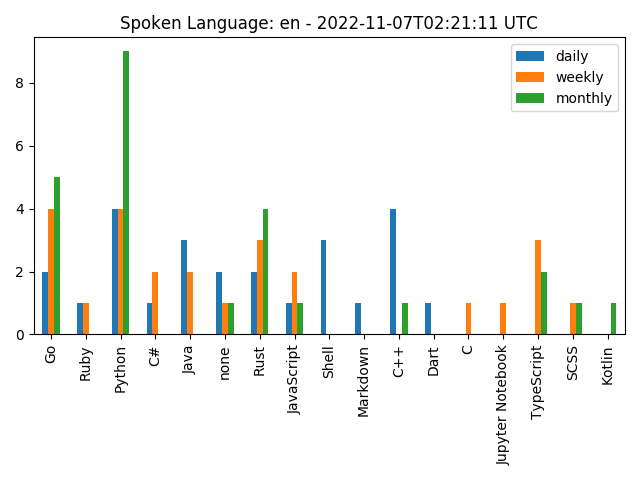 Spoken Language: en - 2022-11-07T02:21:11 UTC
daily
weekly
monthly
8
6
4
2
0
Go
Ruby
Python
C#
Java
none
Rust
JavaScript
Shell
Markdown
C++
Dart
C
Jupyter Notebook
TypeScript
SCSS
Kotlin